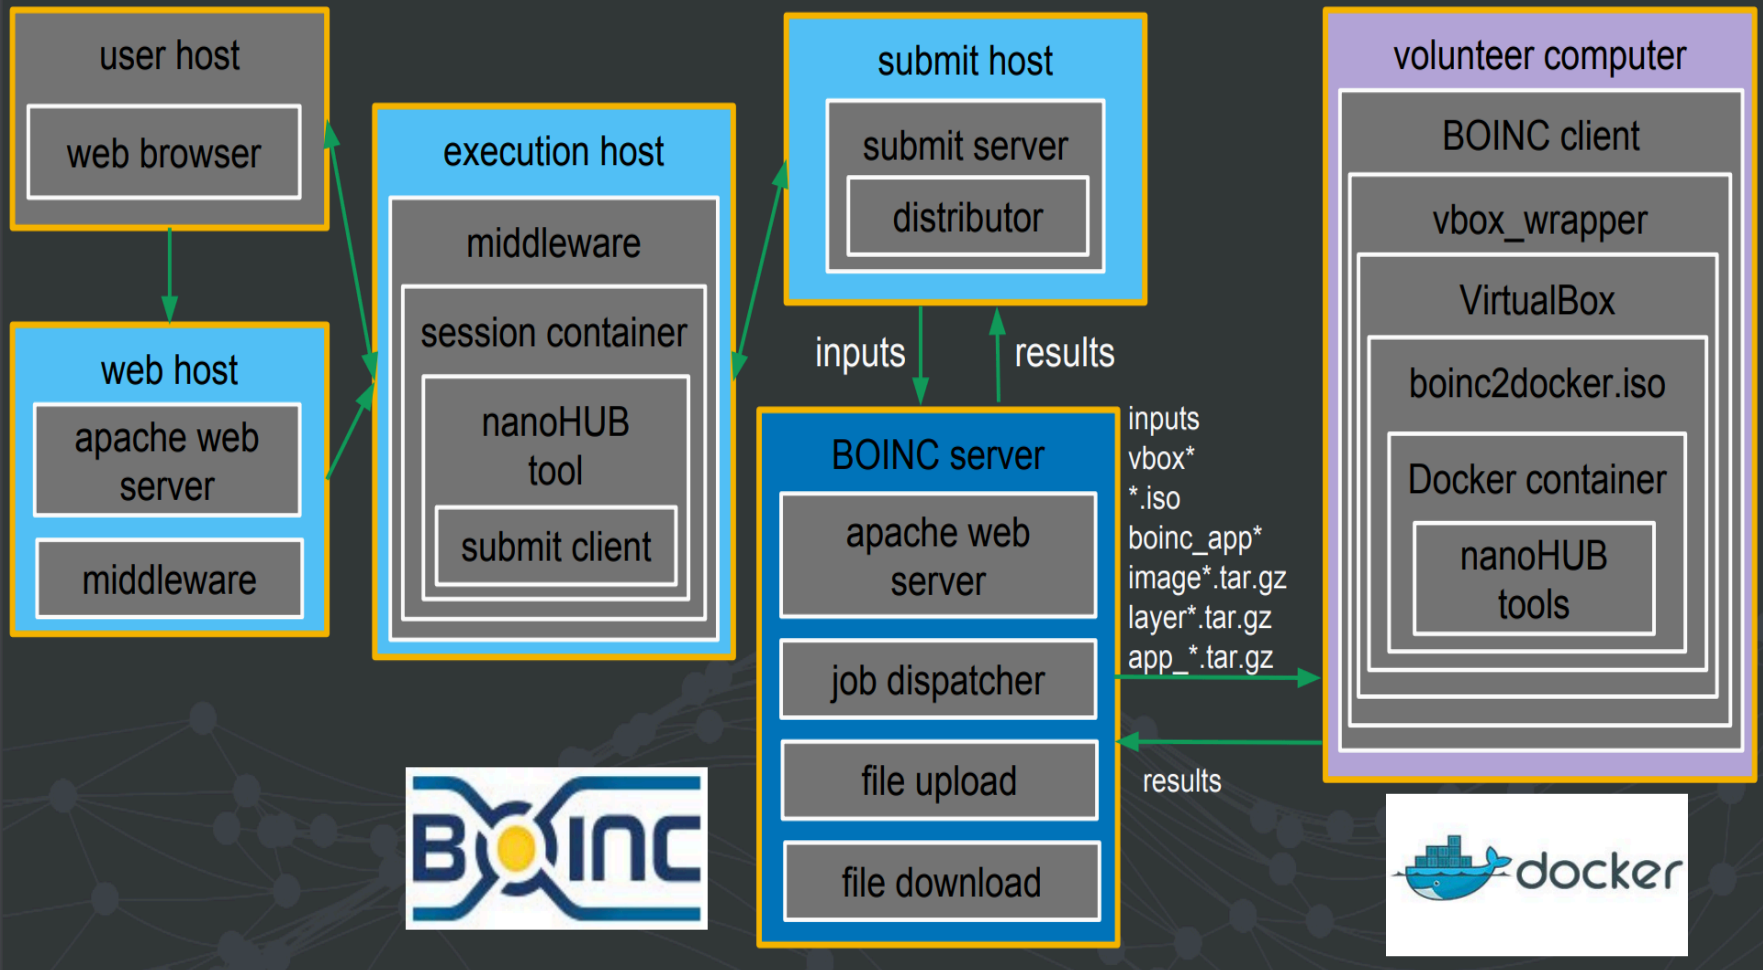 user host
web browser
web host
apache web
server
middleware
execution host
middleware
session container
nanoHUB
tool
submit client
submit host
submit server
distributor
inputs
results
BOINC server
apache web
server
job dispatcher
file upload
file download
inputs
vbox*
*.iso
boinc_app*
image*.tar.gz
layer*.tar.gz
app_*.tar.gz
results
volunteer computer
BOINC client
vbox_wrapper
VirtualBox
boinc2docker.iso
Docker container
nanoHUB
tools
BOINC
docker